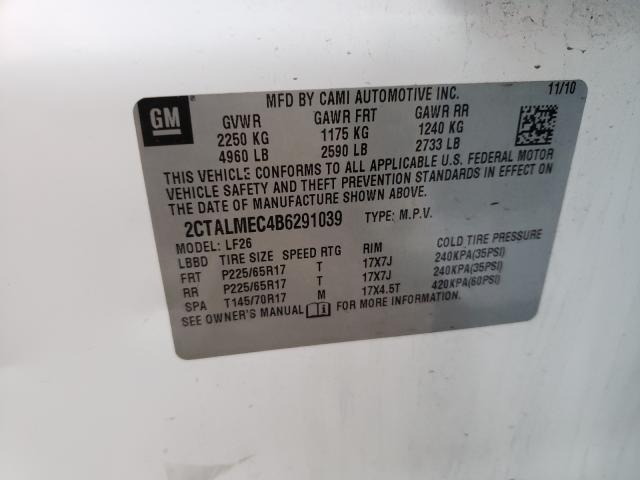 MFD BY CAMI AUTOMOTIVE INC. 11/10
GM
GVWR GAWR FRT GAWR RR
2250 KG 1175 KG 1240 KG
4960 LB 2590 LB 2733 LB
THIS VEHICLE CONFORMS TO ALL APPLICABLE U.S. FEDERAL MOTOR
VEHICLE SAFETY AND THEFT PREVENTION STANDARDS IN EFFECT ON
THE DATE OF MANUFACTURE SHOWN ABOVE.
2CTALMEC4B6291039 TYPE: M.P.V.
MODEL: LF26
LBBD TIRE SIZE SPEED RTG RIM COLD TIRE PRESSURE
FRT P225/65R17 T 17X7J 240KPA(35PSI)
RR P225/65R17 T 17X7J 240KPA(35PSI)
SPA T145/70R17 M 17X4.5T 420KPA(60PSI)
SEE OWNER'S MANUAL FOR MORE INFORMATION.